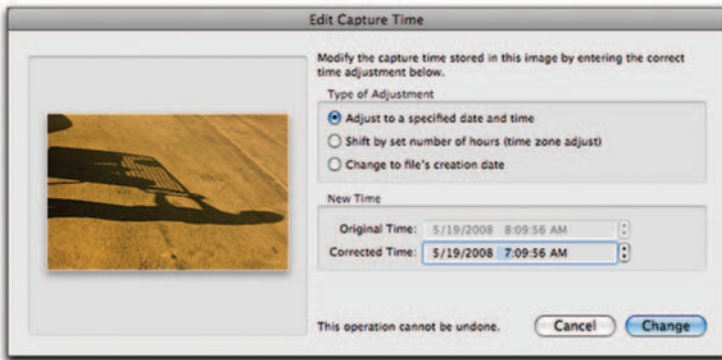 Edit Capture Time
Modify the capture time stored in this image by entering the correct
time adjustment below.
Type of Adjustment
Adjust to a specified date and time
Shift by set number of hours (time zone adjust)
Change to file's creation date
New Time
Original Time: 5/19/2008 8:09:56 AM
Corrected Time: 5/19/2008 7:09:56 AM
This operation cannot be undone. Cancel Change